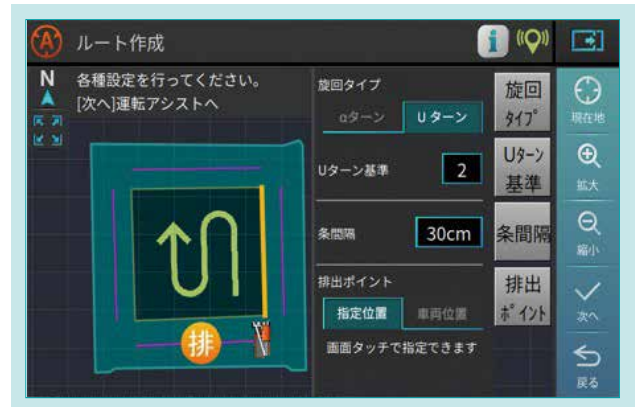 ルート作成
N
各種設定を行ってください。
[次へ]運転アシストへ
旋回タイプ
αターン
Uターン
旋回
タイプ
Uターン基準
2
Uターン
基準
条間隔
30cm
条間隔
排出ポイント
指定位置
車両位置
排出
ポイント
画面タッチで指定できます
排
現在地
拡大
縮小
次へ
戻る